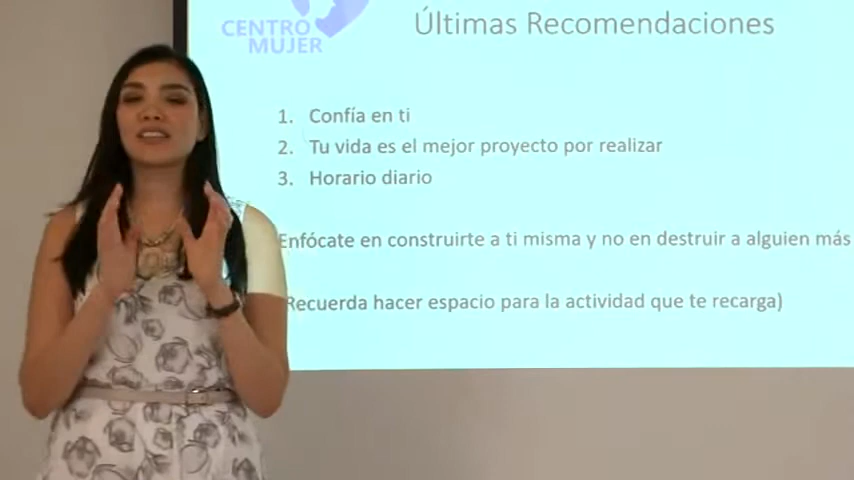 CENTRO
MUJER
Últimas Recomendaciones
1. Confía en ti
2. Tu vida es el mejor proyecto por realizar
3. Horario diario
Enfócate en construirte a ti misma y no en destruir a alguien más
Recuerda hacer espacio para la actividad que te recarga)